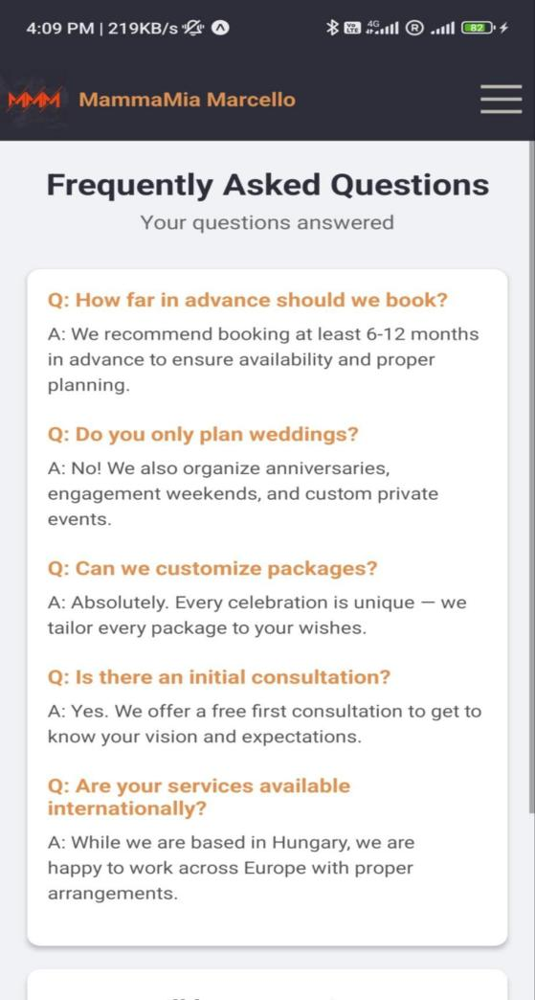 4:09 PM | 219KB/s
Vo LTE 4G R 82
MMM MammaMia Marcello
Frequently Asked Questions
Your questions answered
Q: How far in advance should we book?
A: We recommend booking at least 6-12 months
in advance to ensure availability and proper
planning.
Q: Do you only plan weddings?
A: No! We also organize anniversaries,
engagement weekends, and custom private
events.
Q: Can we customize packages?
A: Absolutely. Every celebration is unique — we
tailor every package to your wishes.
Q: Is there an initial consultation?
A: Yes. We offer a free first consultation to get to
know your vision and expectations.
Q: Are your services available
internationally?
A: While we are based in Hungary, we are
happy to work across Europe with proper
arrangements.